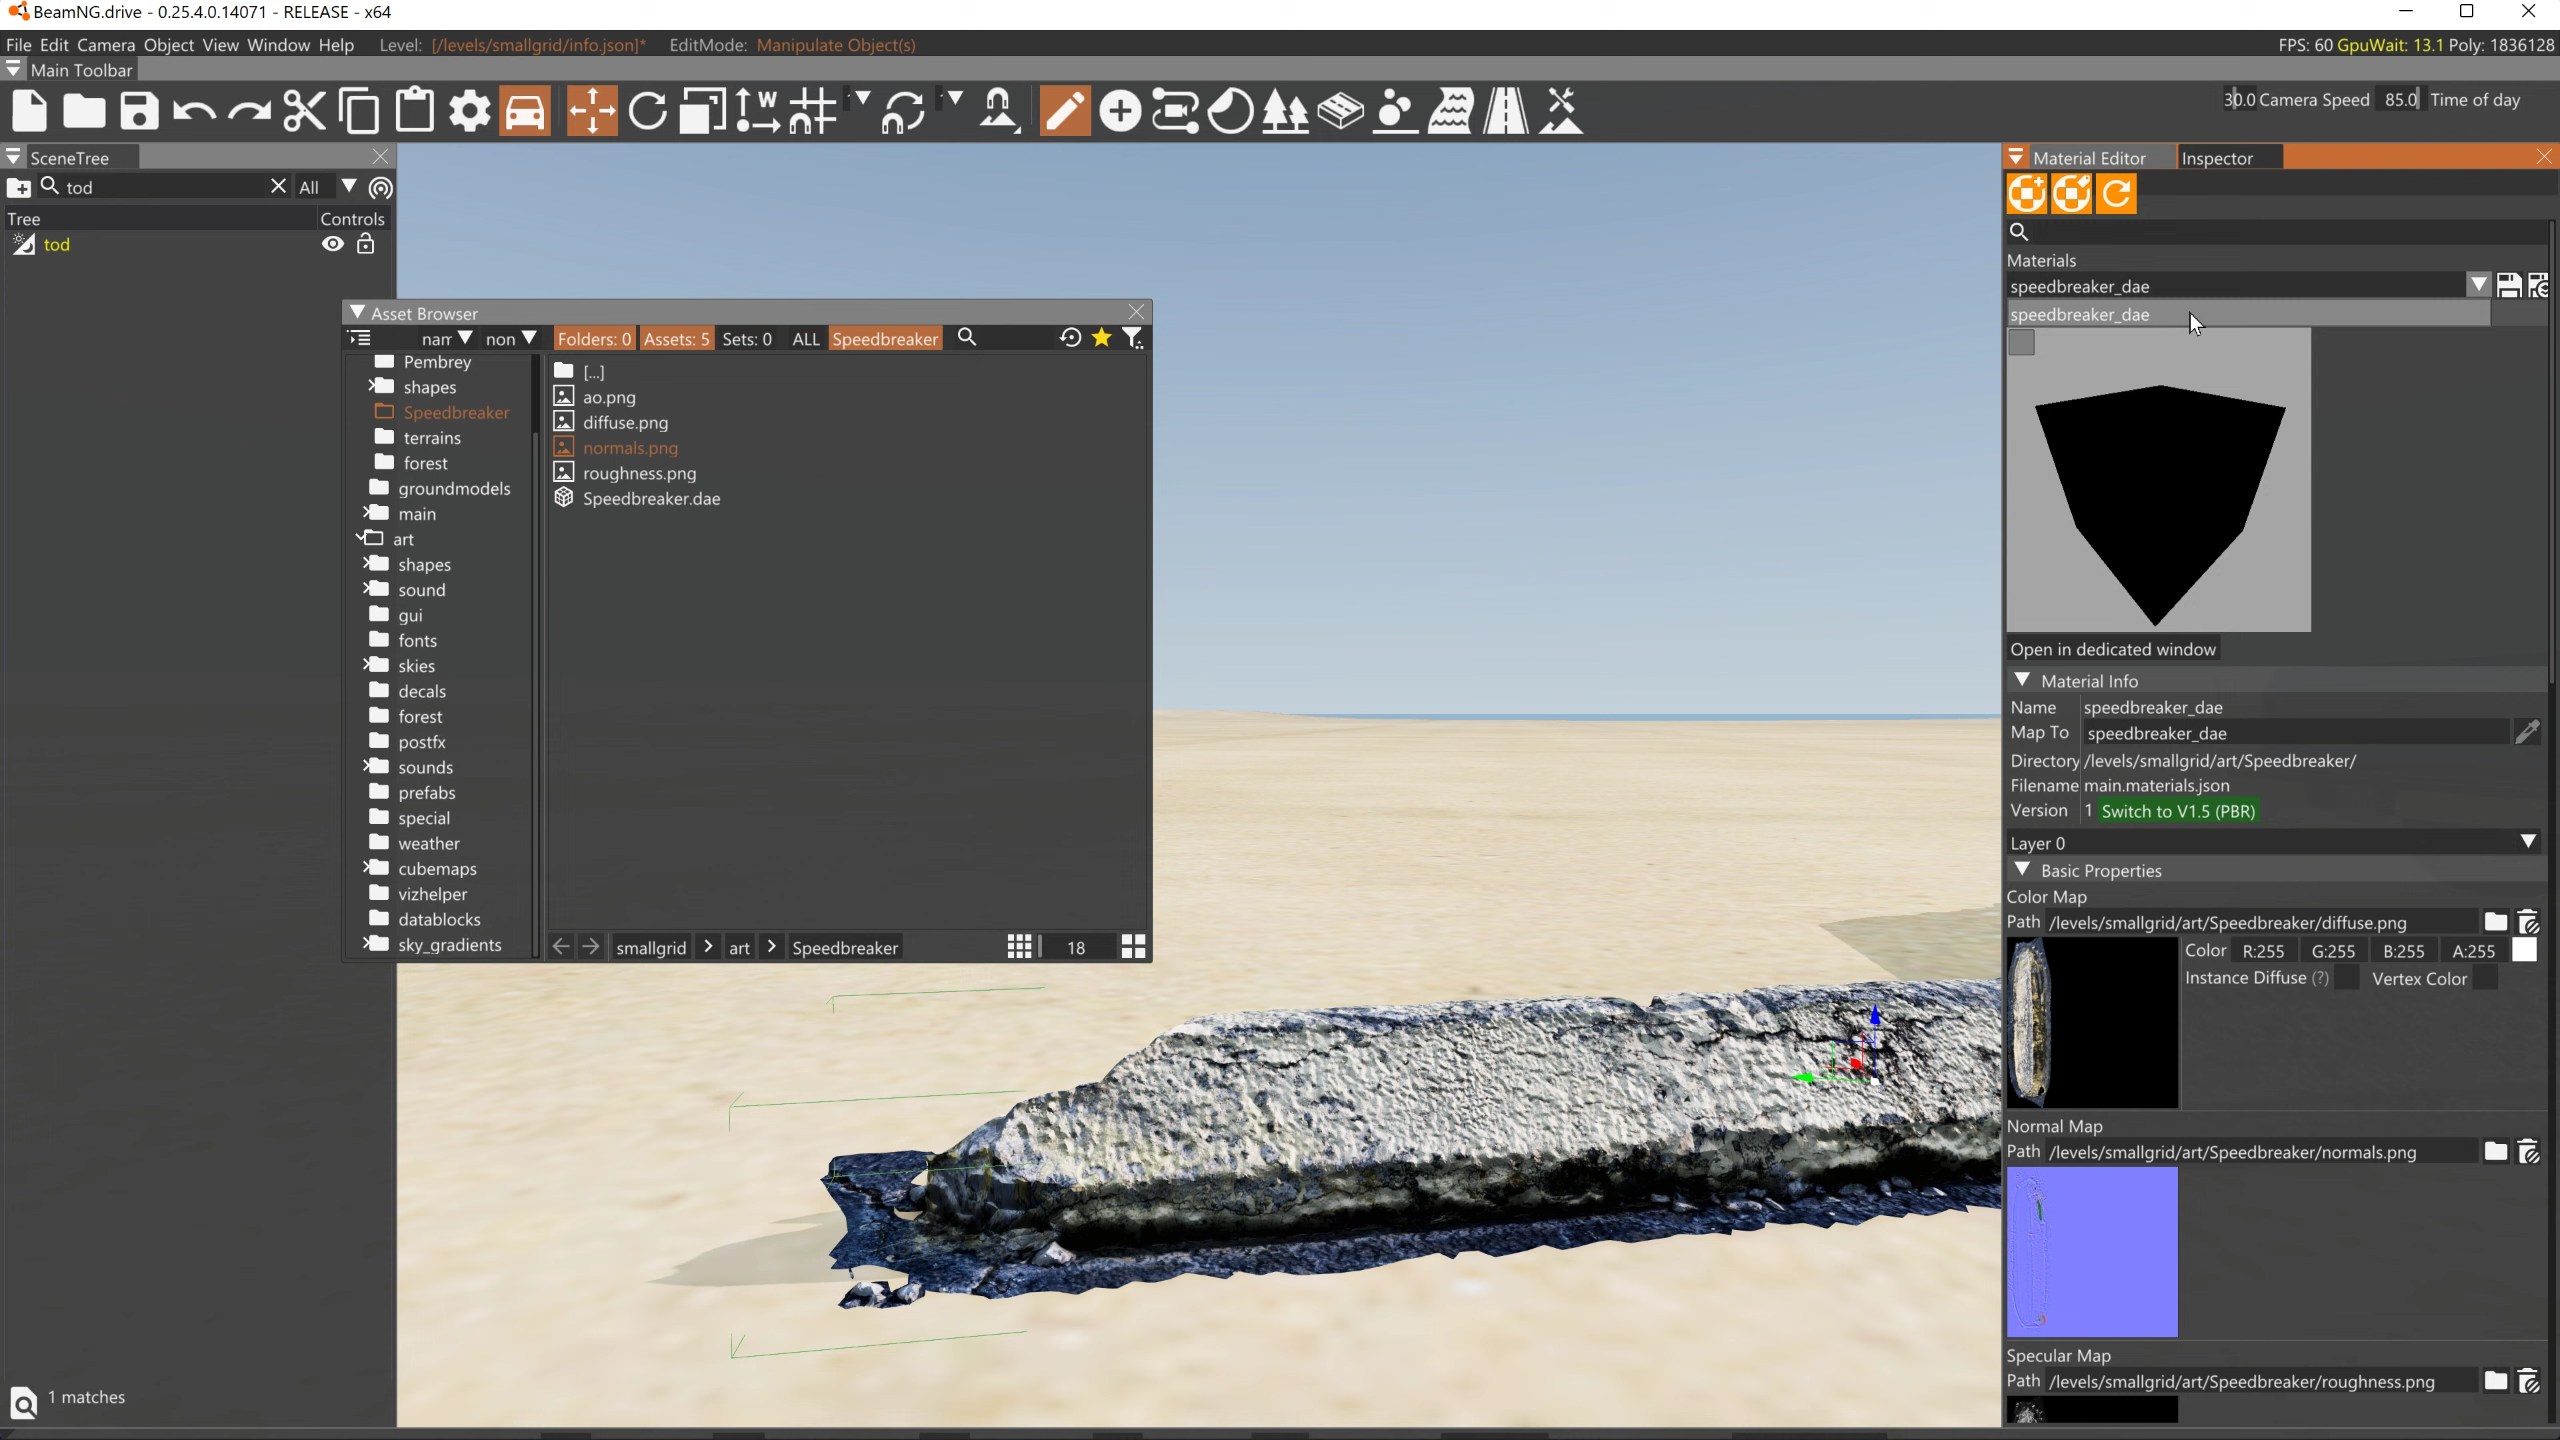 BeamNG.drive - 0.25.4.0.14071 - RELEASE - x64
File Edit Camera Object View Window Help Level: [/levels/smallgrid/info.json]* EditMode: Manipulate Object(s) FPS: 60 GpuWait: 13.1 Poly: 1836128
Main Toolbar
W
30.0 Camera Speed 85.0 Time of day
SceneTree
tod All
Tree Controls
tod
1 matches
Asset Browser
nar non Folders: 0 Assets: 5 Sets: 0 ALL Speedbreaker
Pembrey
shapes
Speedbreaker
terrains
forest
groundmodels
main
art
shapes
sound
gui
fonts
skies
decals
forest
postfx
sounds
prefabs
special
weather
cubemaps
vizhelper
datablocks
sky_gradients
[...]
ao.png
diffuse.png
normals.png
roughness.png
Speedbreaker.dae
smallgrid > art > Speedbreaker 18
Material Editor Inspector
Materials
speedbreaker_dae
speedbreaker_dae
Open in dedicated window
Material Info
Name speedbreaker_dae
Map To speedbreaker_dae
Directory /levels/smallgrid/art/Speedbreaker/
Filename main.materials.json
Version 1 Switch to V1.5 (PBR)
Layer 0
Basic Properties
Color Map
Path /levels/smallgrid/art/Speedbreaker/diffuse.png
Color R:255 G:255 B:255 A:255
Instance Diffuse (?) Vertex Color
Normal Map
Path /levels/smallgrid/art/Speedbreaker/normals.png
Specular Map
Path /levels/smallgrid/art/Speedbreaker/roughness.png